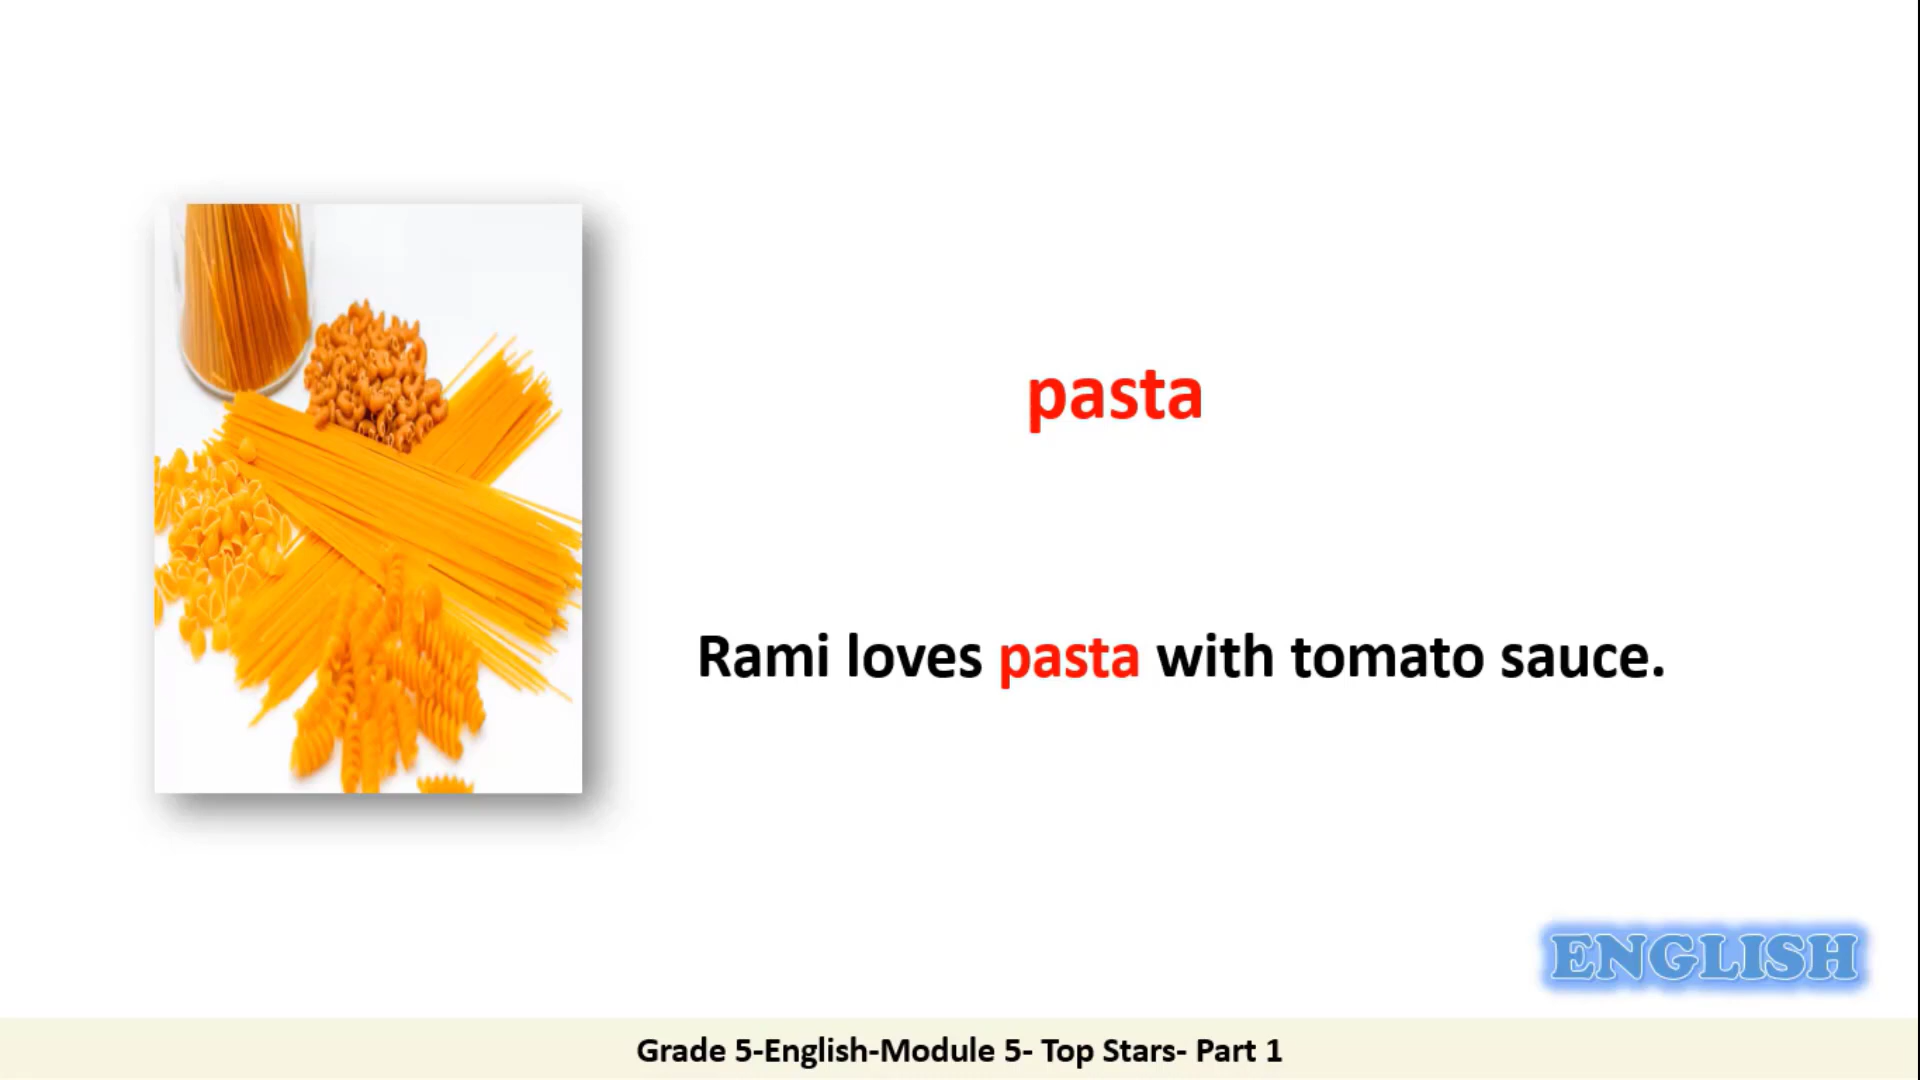 pasta
Rami loves pasta with tomato sauce.
ENGLISH
Grade 5-English-Module 5- Top Stars- Part 1